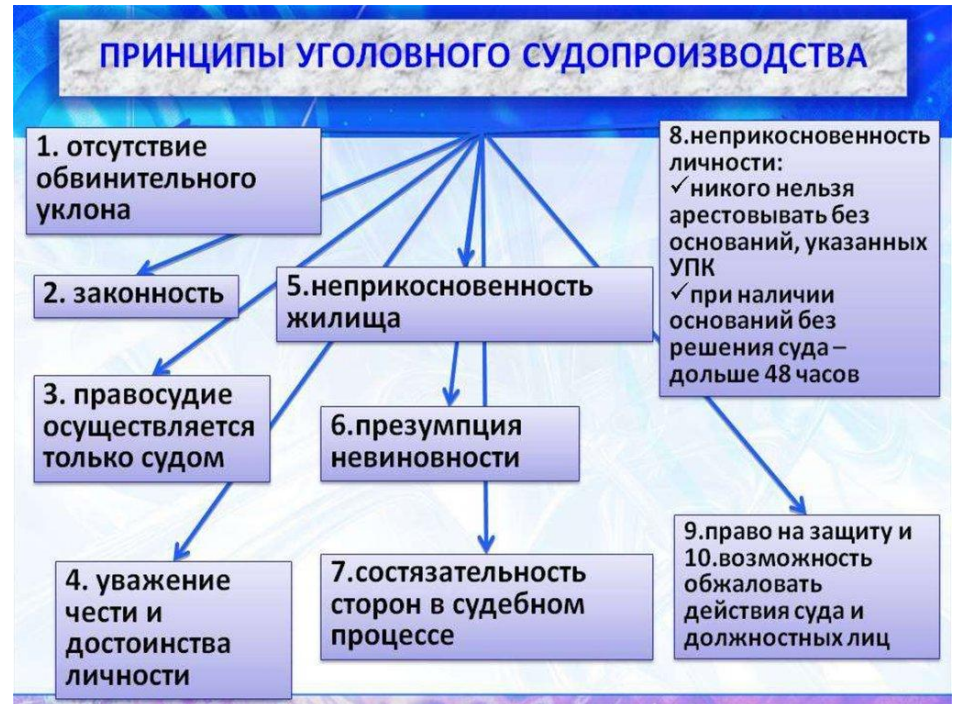 ПРИНЦИПЫ УГОЛОВНОГО СУДОПРОИЗВОДСТВА
1. отсутствие
обвинительного
уклона
2. законность
3. правосудие
осуществляется
только судом
4. уважение
чести и
достоинства
личности
5.неприкосновенность
жилища
6.презумпция
невиновности
7.состязательность
сторон в судебном
процессе
8.неприкосновенность
личности:
✓никого нельзя
арестовывать без
оснований, указанных
УПК
✓при наличии
оснований без
решения суда –
дольше 48 часов
9.право на защиту и
10.возможность
обжаловать
действия суда и
должностных лиц